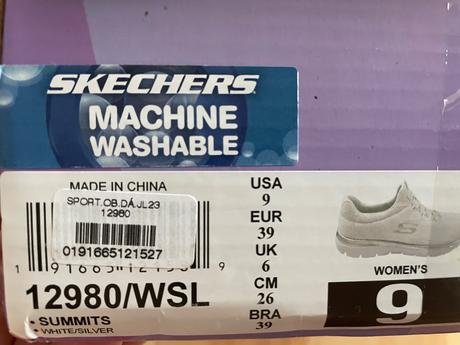 SKECHERS
MACHINE
WASHABLE
MADE IN CHINA
SPORT.OB.DÁ.JL23
12980
0191665121527
12980/WSL
• SUMMITS
• WHITE/SILVER
USA
9
EUR
39
UK
6
CM
26
BRA
39
WOMEN'S
9